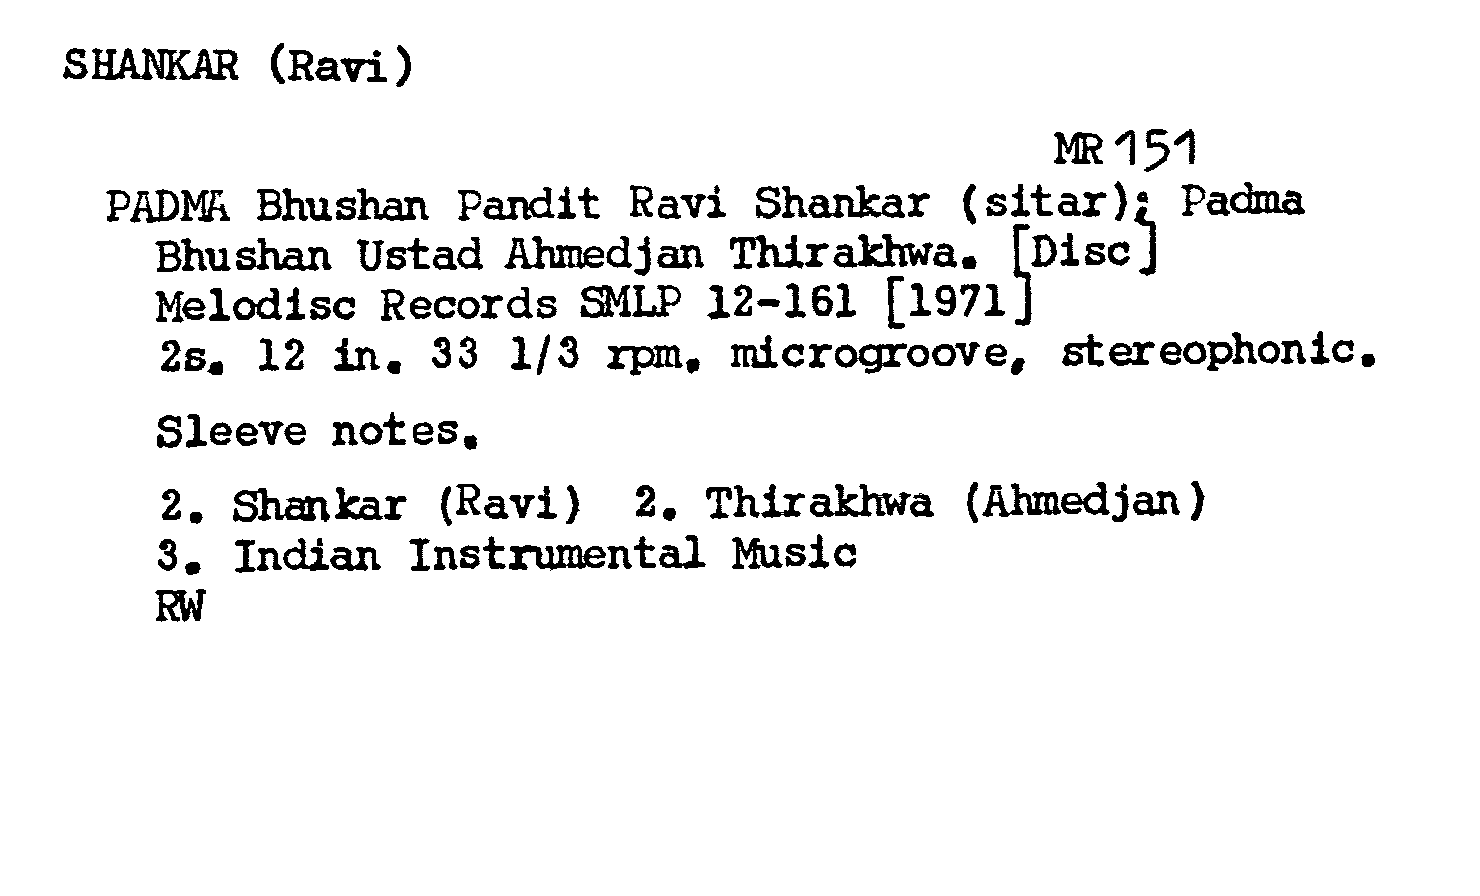 SHANKAR (Ravi)
MR 151
PADMA Bhushan Pandit Ravi Shankar (sitar); Padma
Bhushan Ustad Ahmedjan Thirakhwa. [Disc]
Melodisc Records SMLP 12-161 [1971]
2s. 12 in. 33 1/3 rpm. microgroove, stereophonic.
Sleeve notes.
2. Shankar (Ravi) 2. Thirakhwa (Ahmedjan)
3. Indian Instrumental Music
RW